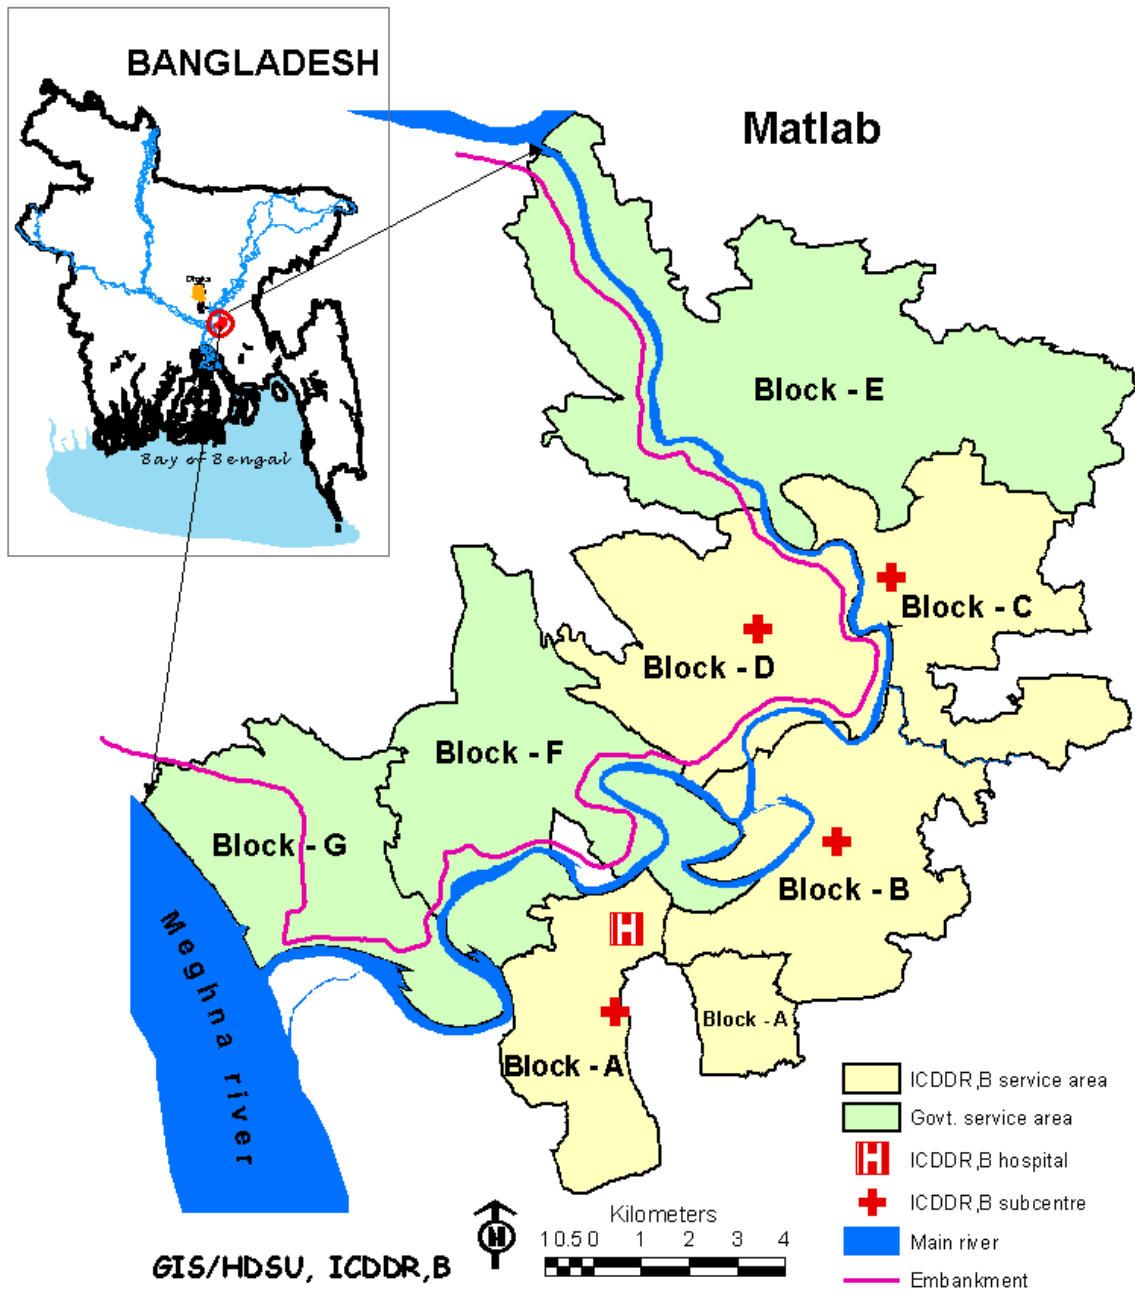 BANGLADESH
Matlab
Dhaka
Bay of Bengal
Block - E
Block - C
Block - D
Block - F
Block - G
Block - B
Block - A
Block - A
Meghna river
ICDDR,B service area
Govt. service area
ICDDR,B hospital
ICDDR,B subcentre
Main river
Embankment
N
Kilometers
1 0.5 0 1 2 3 4
GIS/HDSU, ICDDR,B